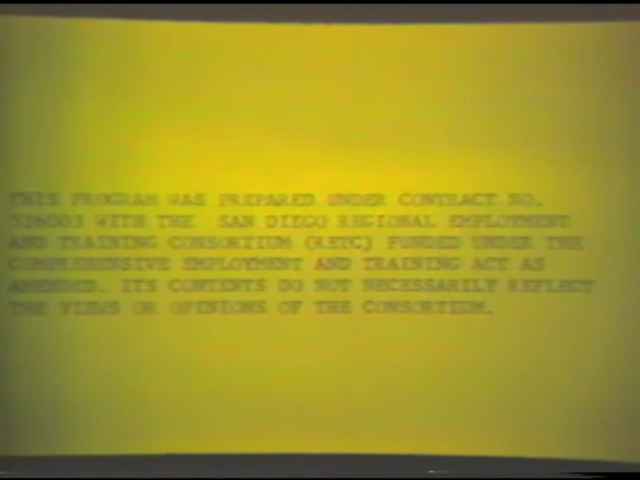 THIS PROGRAM WAS PREPARED UNDER CONTRACT NO.
526003 WITH THE SAN DIEGO REGIONAL EMPLOYMENT
AND TRAINING CONSORTIUM (RETC) FUNDED UNDER THE
COMPREHENSIVE EMPLOYMENT AND TRAINING ACT AS
AMENDED. ITS CONTENTS DO NOT NECESSARILY REFLECT
THE VIEWS OR OPINIONS OF THE CONSORTIUM.